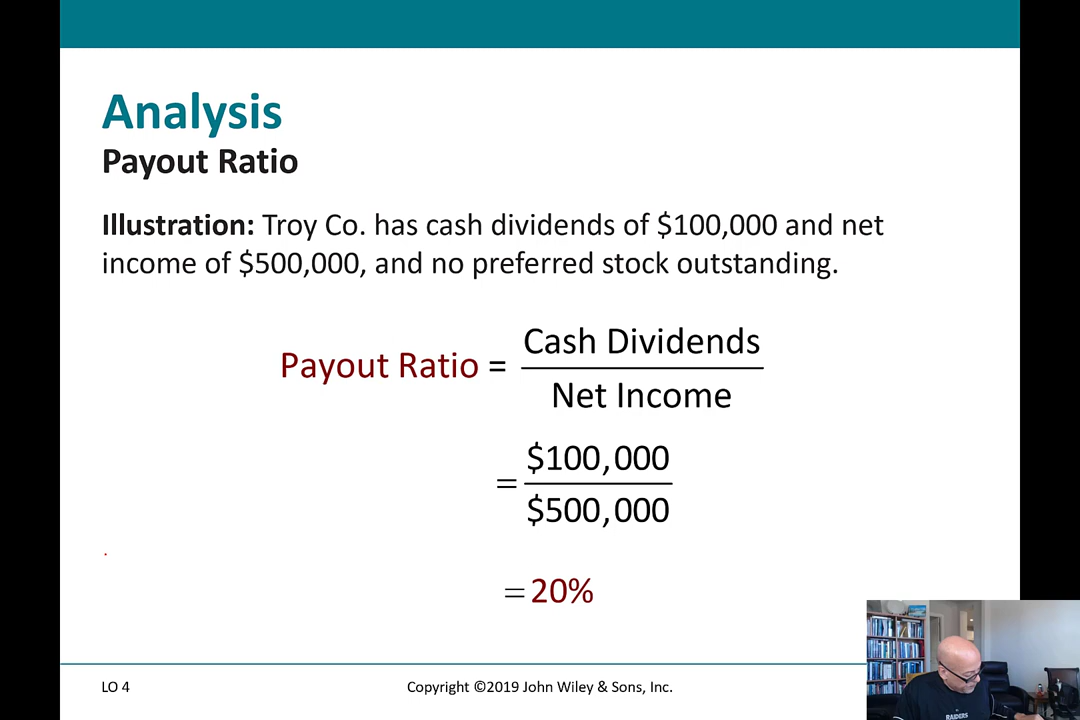 Analysis
Payout Ratio
Illustration: Troy Co. has cash dividends of $100,000 and net
income of $500,000, and no preferred stock outstanding.
Payout Ratio = Cash Dividends
Net Income
= $100,000
$500,000
= 20%
LO 4
Copyright ©2019 John Wiley & Sons, Inc.
RAIDERS